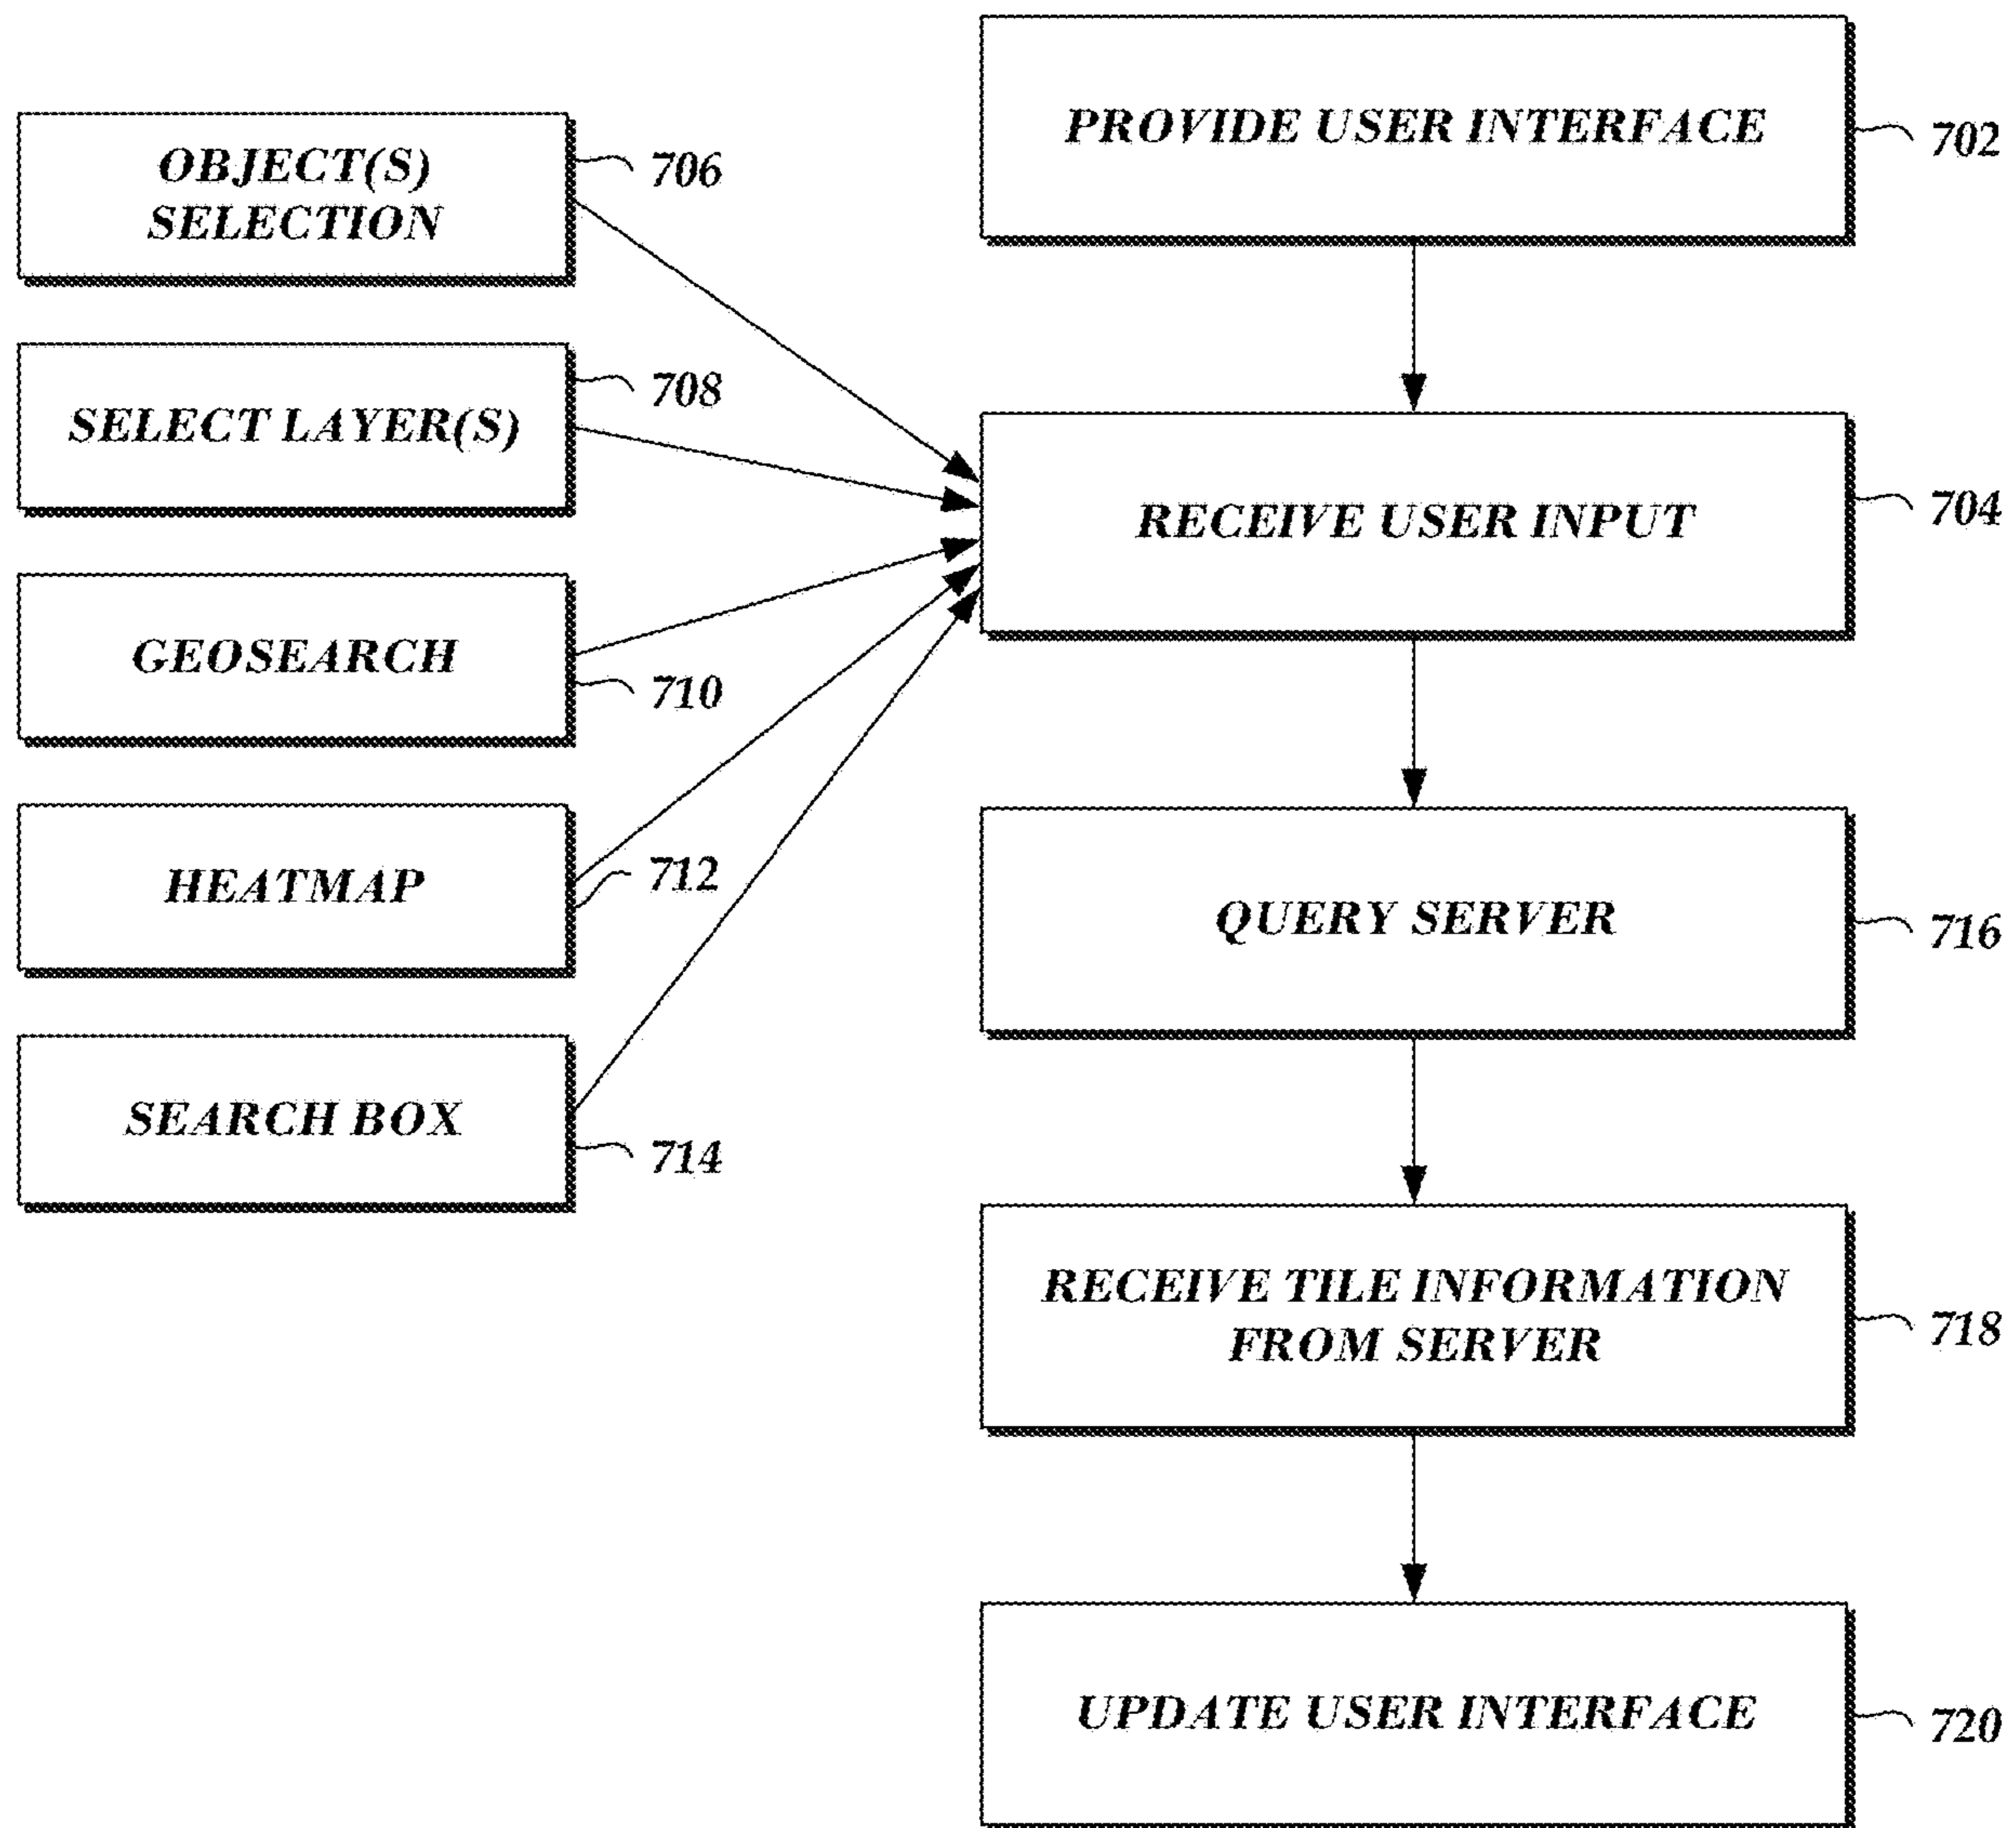 PROVIDE USER INTERFACE
702
OBJECT(S)
SELECTION
706
SELECT LAYER(S)
708
RECEIVE USER INPUT
704
GEOSEARCH
710
HEATMAP
712
QUERY SERVER
716
SEARCH BOX
714
RECEIVE TILE INFORMATION
FROM SERVER
718
UPDATE USER INTERFACE
720